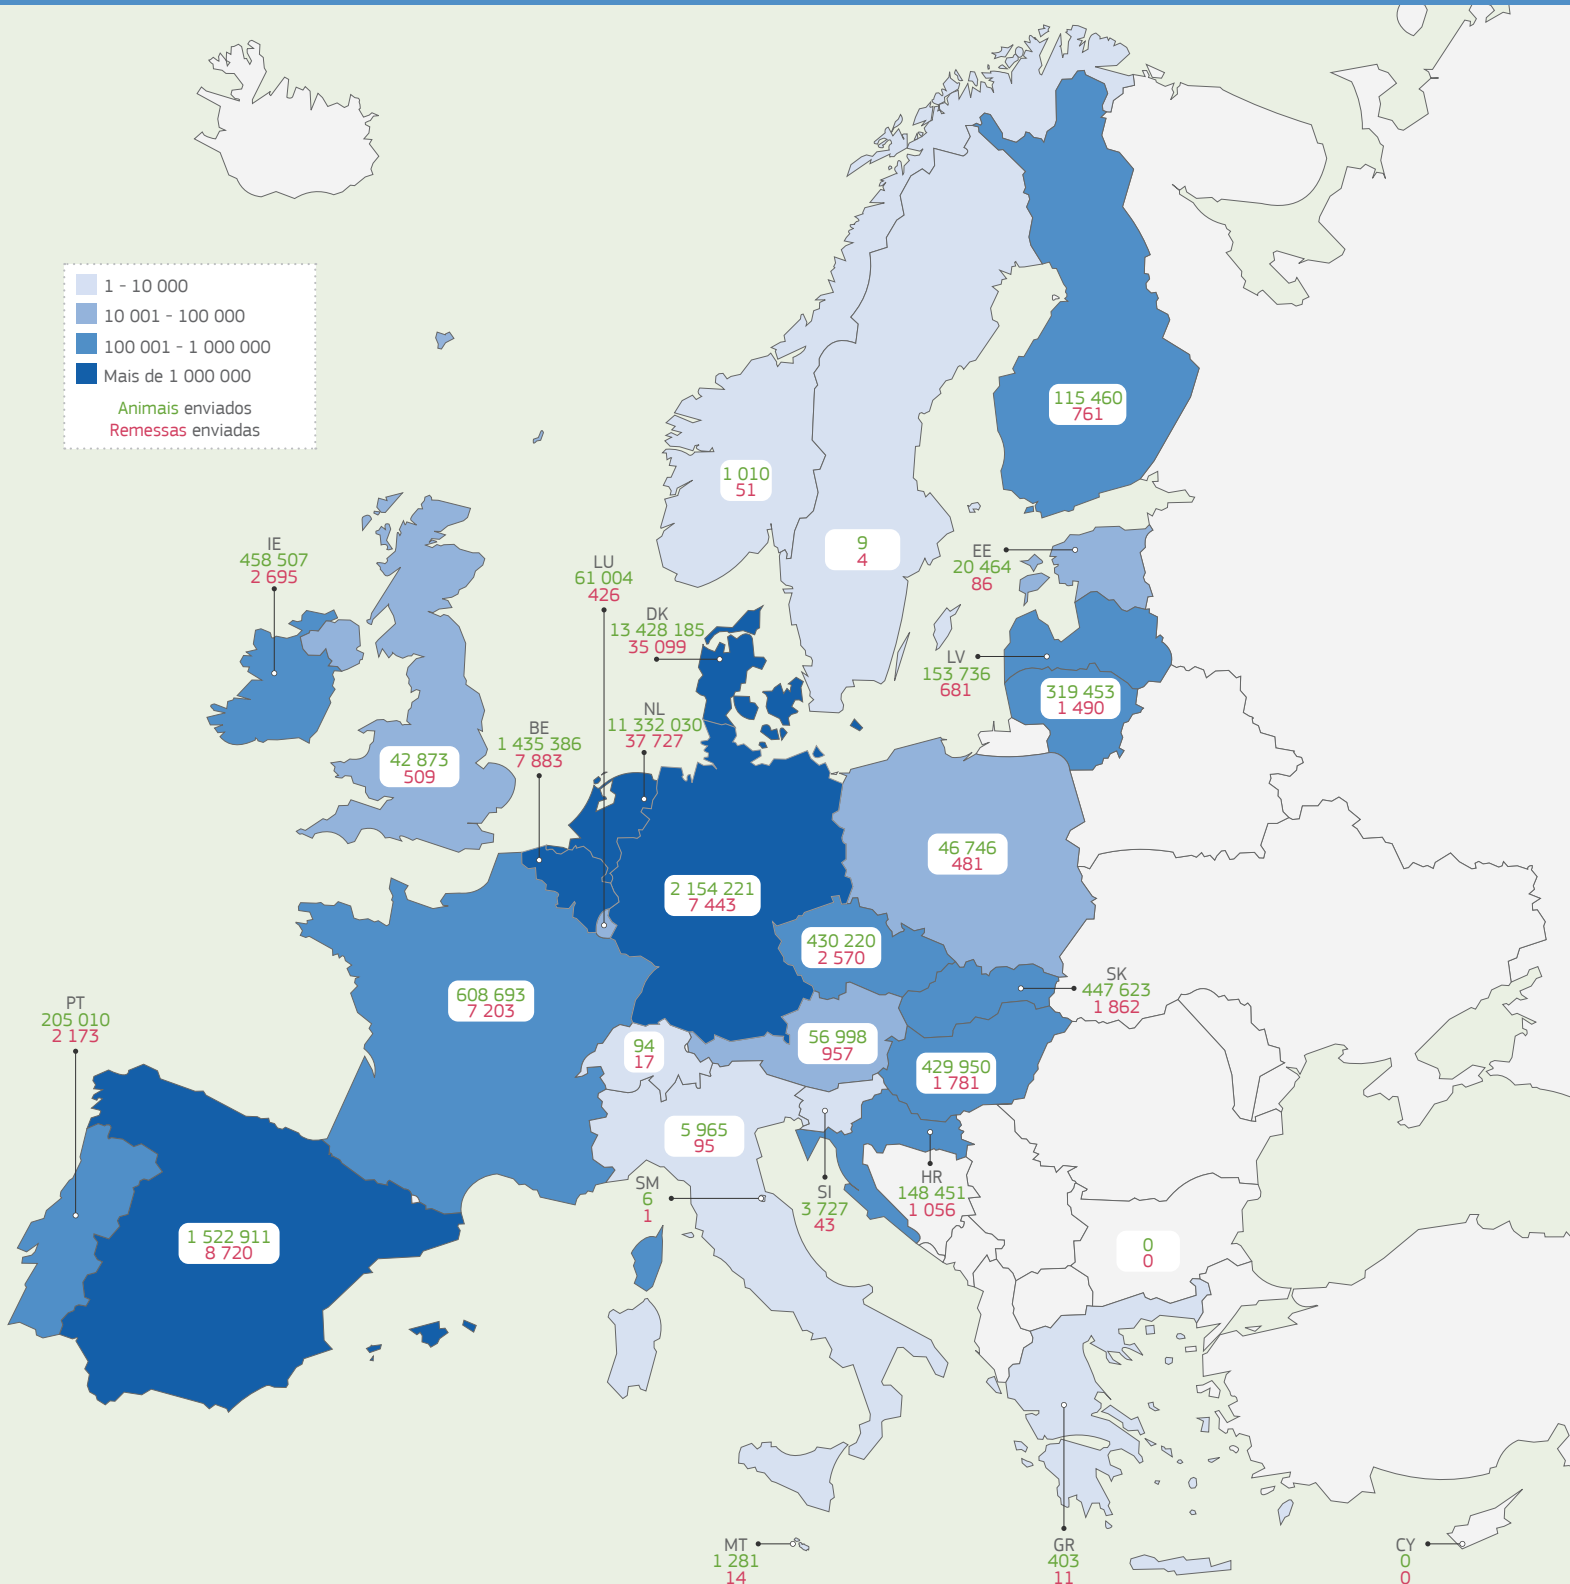 1 - 10 000
10 001 - 100 000
100 001 - 1 000 000
Mais de 1 000 000
Animais enviados
Remessas enviadas
115 460
761
1 010
51
9
4
IE
458 507
2 695
LU
61 004
426
EE
20 464
86
DK
13 428 185
35 099
LV
153 736
681
319 453
1 490
NL
11 332 030
37 727
BE
1 435 386
7 883
42 873
509
46 746
481
2 154 221
7 443
430 220
2 570
SK
447 623
1 862
608 693
7 203
PT
205 010
2 173
56 998
957
94
17
429 950
1 781
5 965
95
SM
6
1
SI
3 727
43
HR
148 451
1 056
1 522 911
8 720
0
0
MT
1 281
14
GR
403
11
CY
0
0